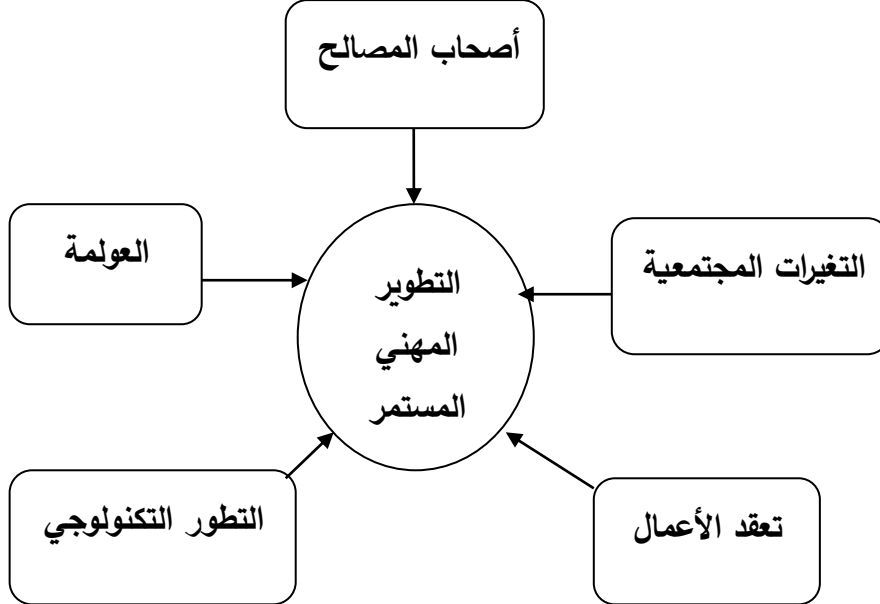 أصحاب المصالح
العولمة
التغيرات المجتمعية
التطوير
المهني
المستمر
التطور التكنولوجي
تعقد الأعمال